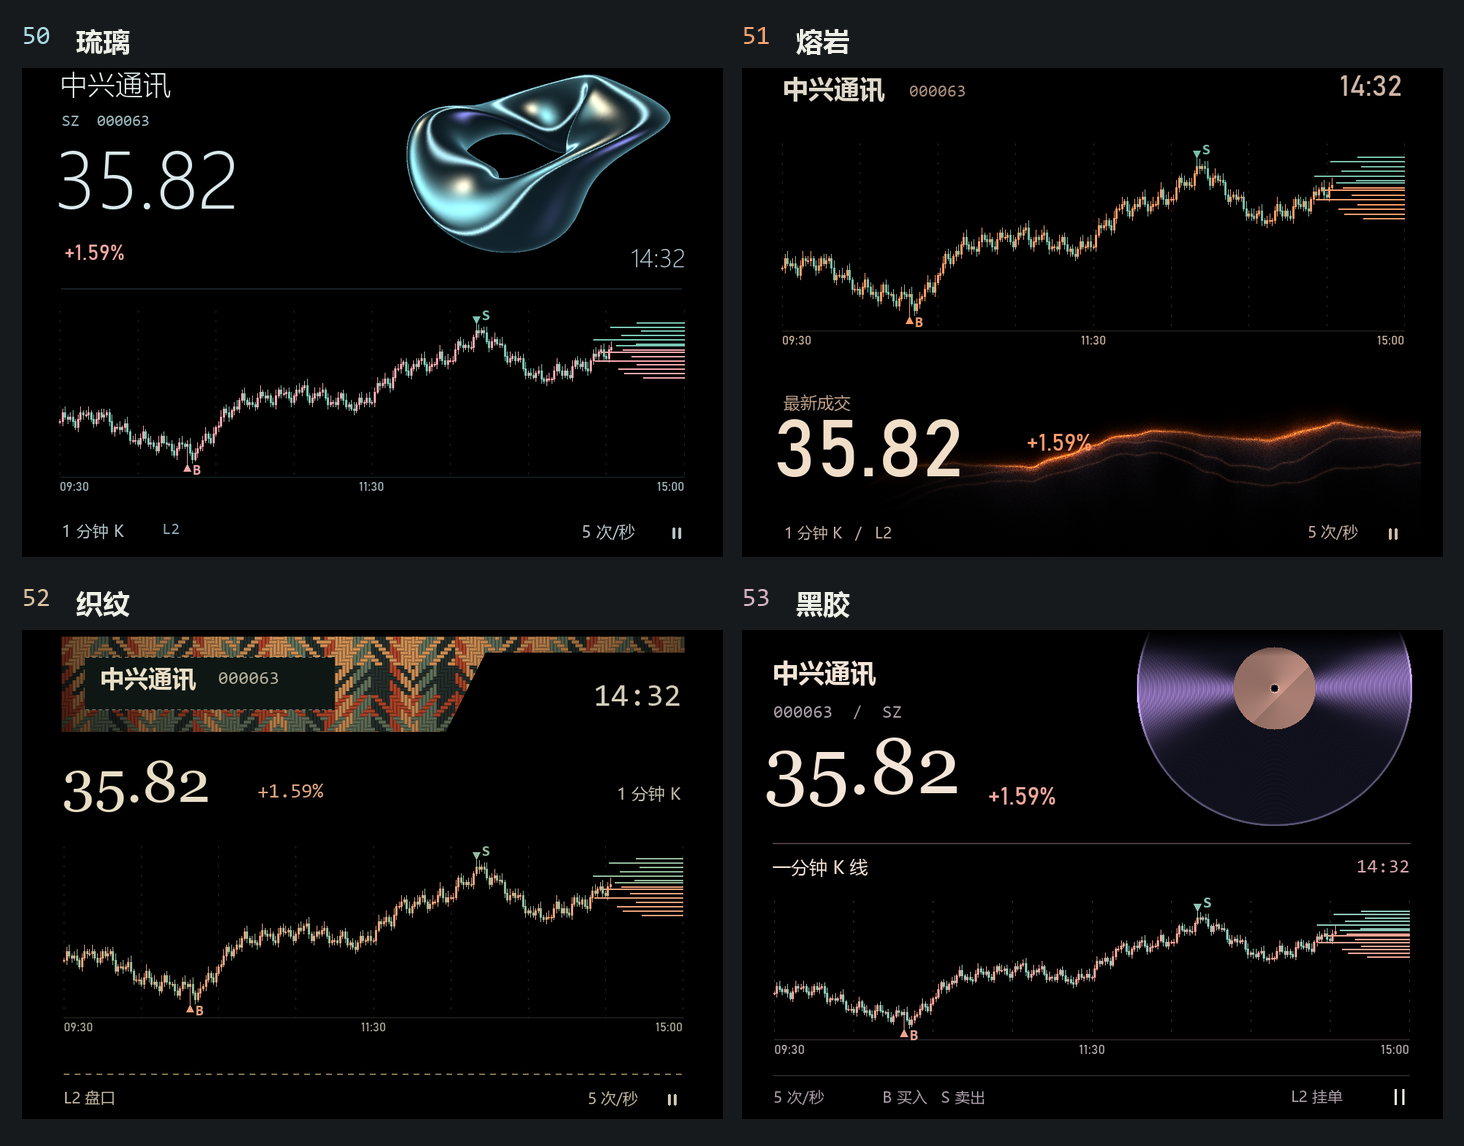 50 琉璃
中兴通讯
SZ 000063
35.82
+1.59%
14:32
S
B
09:30 11:30 15:00
1 分钟 K L2 5 次/秒
51 熔岩
中兴通讯 000063 14:32
S
B
09:30 11:30 15:00
最新成交
35.82 +1.59%
1 分钟 K / L2 5 次/秒
52 织纹
中兴通讯 000063
14:32
35.82 +1.59% 1 分钟 K
S
B
09:30 11:30 15:00
L2 盘口 5 次/秒
53 黑胶
中兴通讯
000063 / SZ
35.82 +1.59%
一分钟 K 线 14:32
S
B
09:30 11:30 15:00
5 次/秒 B 买入 S 卖出 L2 挂单